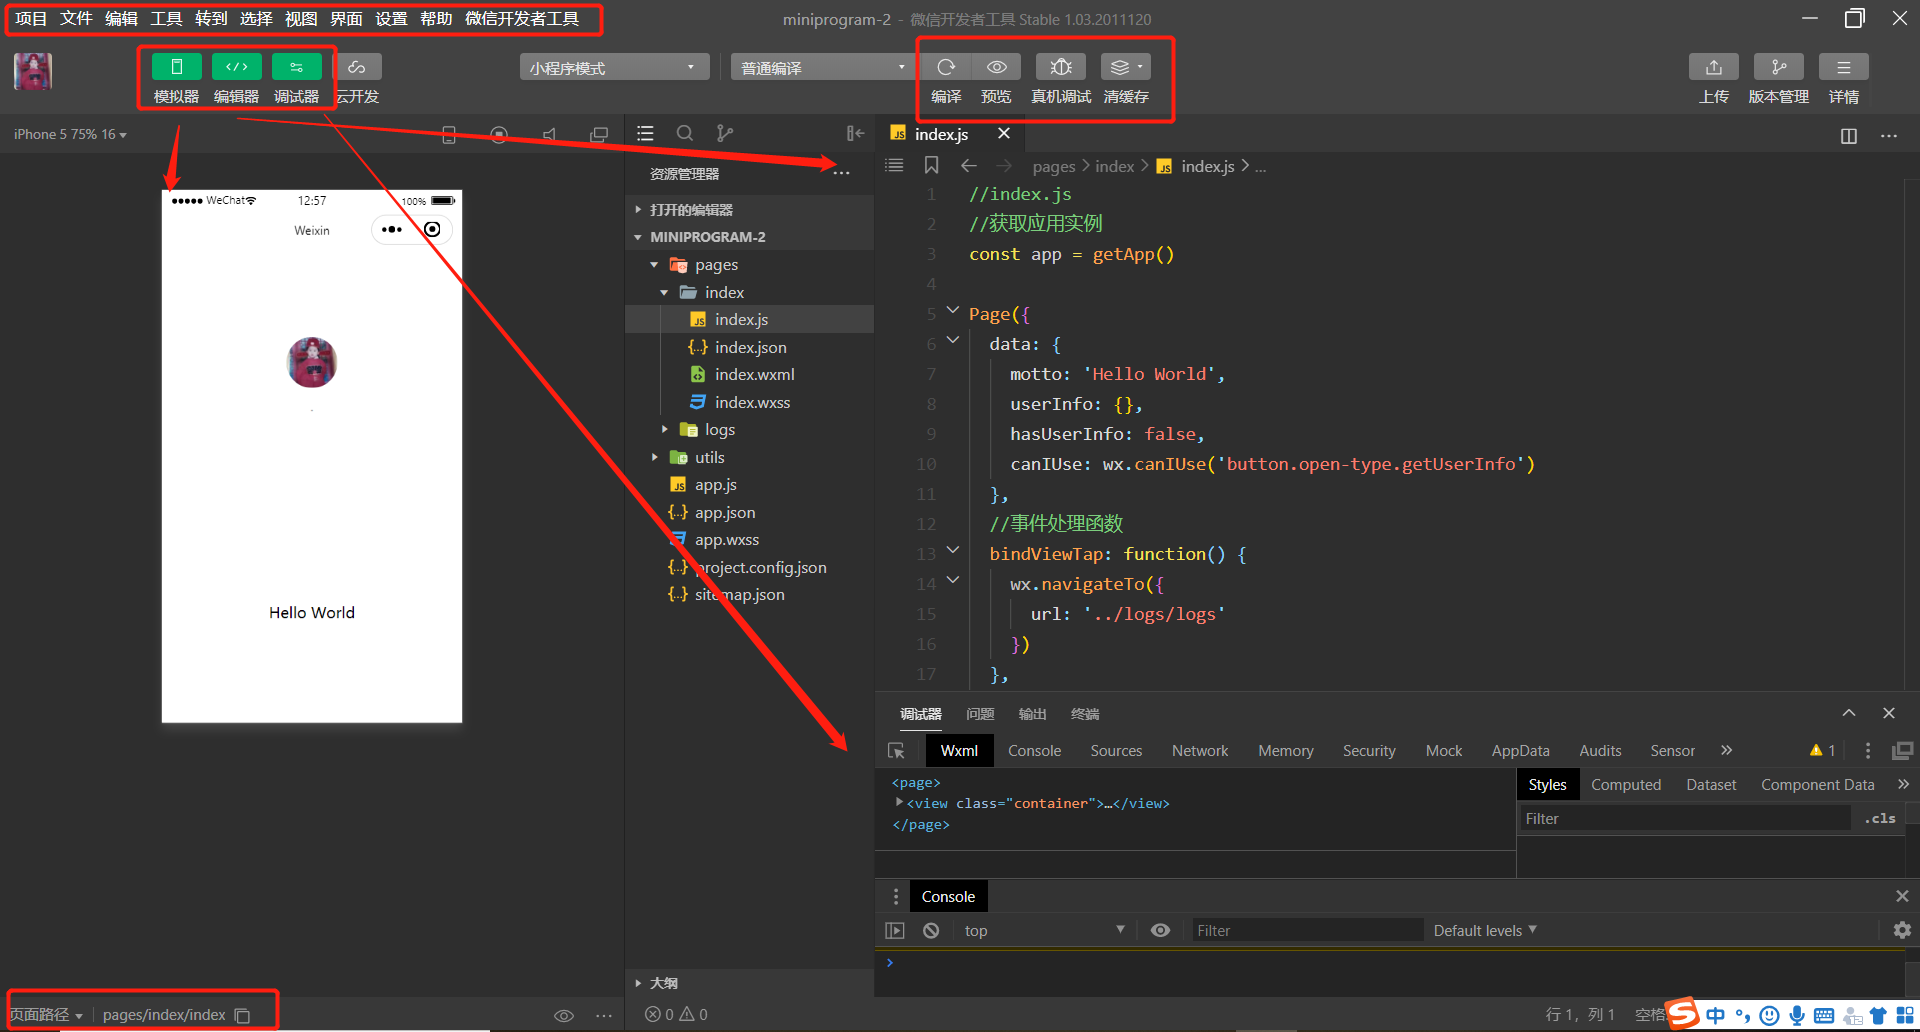 项目 文件 编辑 工具 转到 选择 视图 界面 设置 帮助 微信开发者工具
miniprogram-2 - 微信开发者工具 Stable 1.03.2011120
模拟器 编辑器 调试器 云开发
小程序模式
普通编译
编译 预览 真机调试 清缓存
上传 版本管理 详情
iPhone 5 75% 16
WeChat 12:57 100%
Weixin
Hello World
页面路径 pages/index/index
资源管理器
打开的编辑器
MINIPROGRAM-2
pages
index
index.js
index.json
index.wxml
index.wxss
logs
utils
app.js
app.json
app.wxss
project.config.json
sitemap.json
大纲
0 0
index.js
pages > index > index.js > ...
1 //index.js
2 //获取应用实例
3 const app = getApp()
4
5 Page({
6 data: {
7 motto: 'Hello World',
8 userInfo: {},
9 hasUserInfo: false,
10 canIUse: wx.canIUse('button.open-type.getUserInfo')
11 },
12 //事件处理函数
13 bindViewTap: function() {
14 wx.navigateTo({
15 url: '../logs/logs'
16 })
17 },
调试器 问题 输出 终端
Wxml Console Sources Network Memory Security Mock AppData Audits Sensor » 1
<page>
<view class="container">…</view>
</page>
Styles Computed Dataset Component Data »
Filter .cls
Console
top Filter Default levels
>
行 1，列 1 空格
中